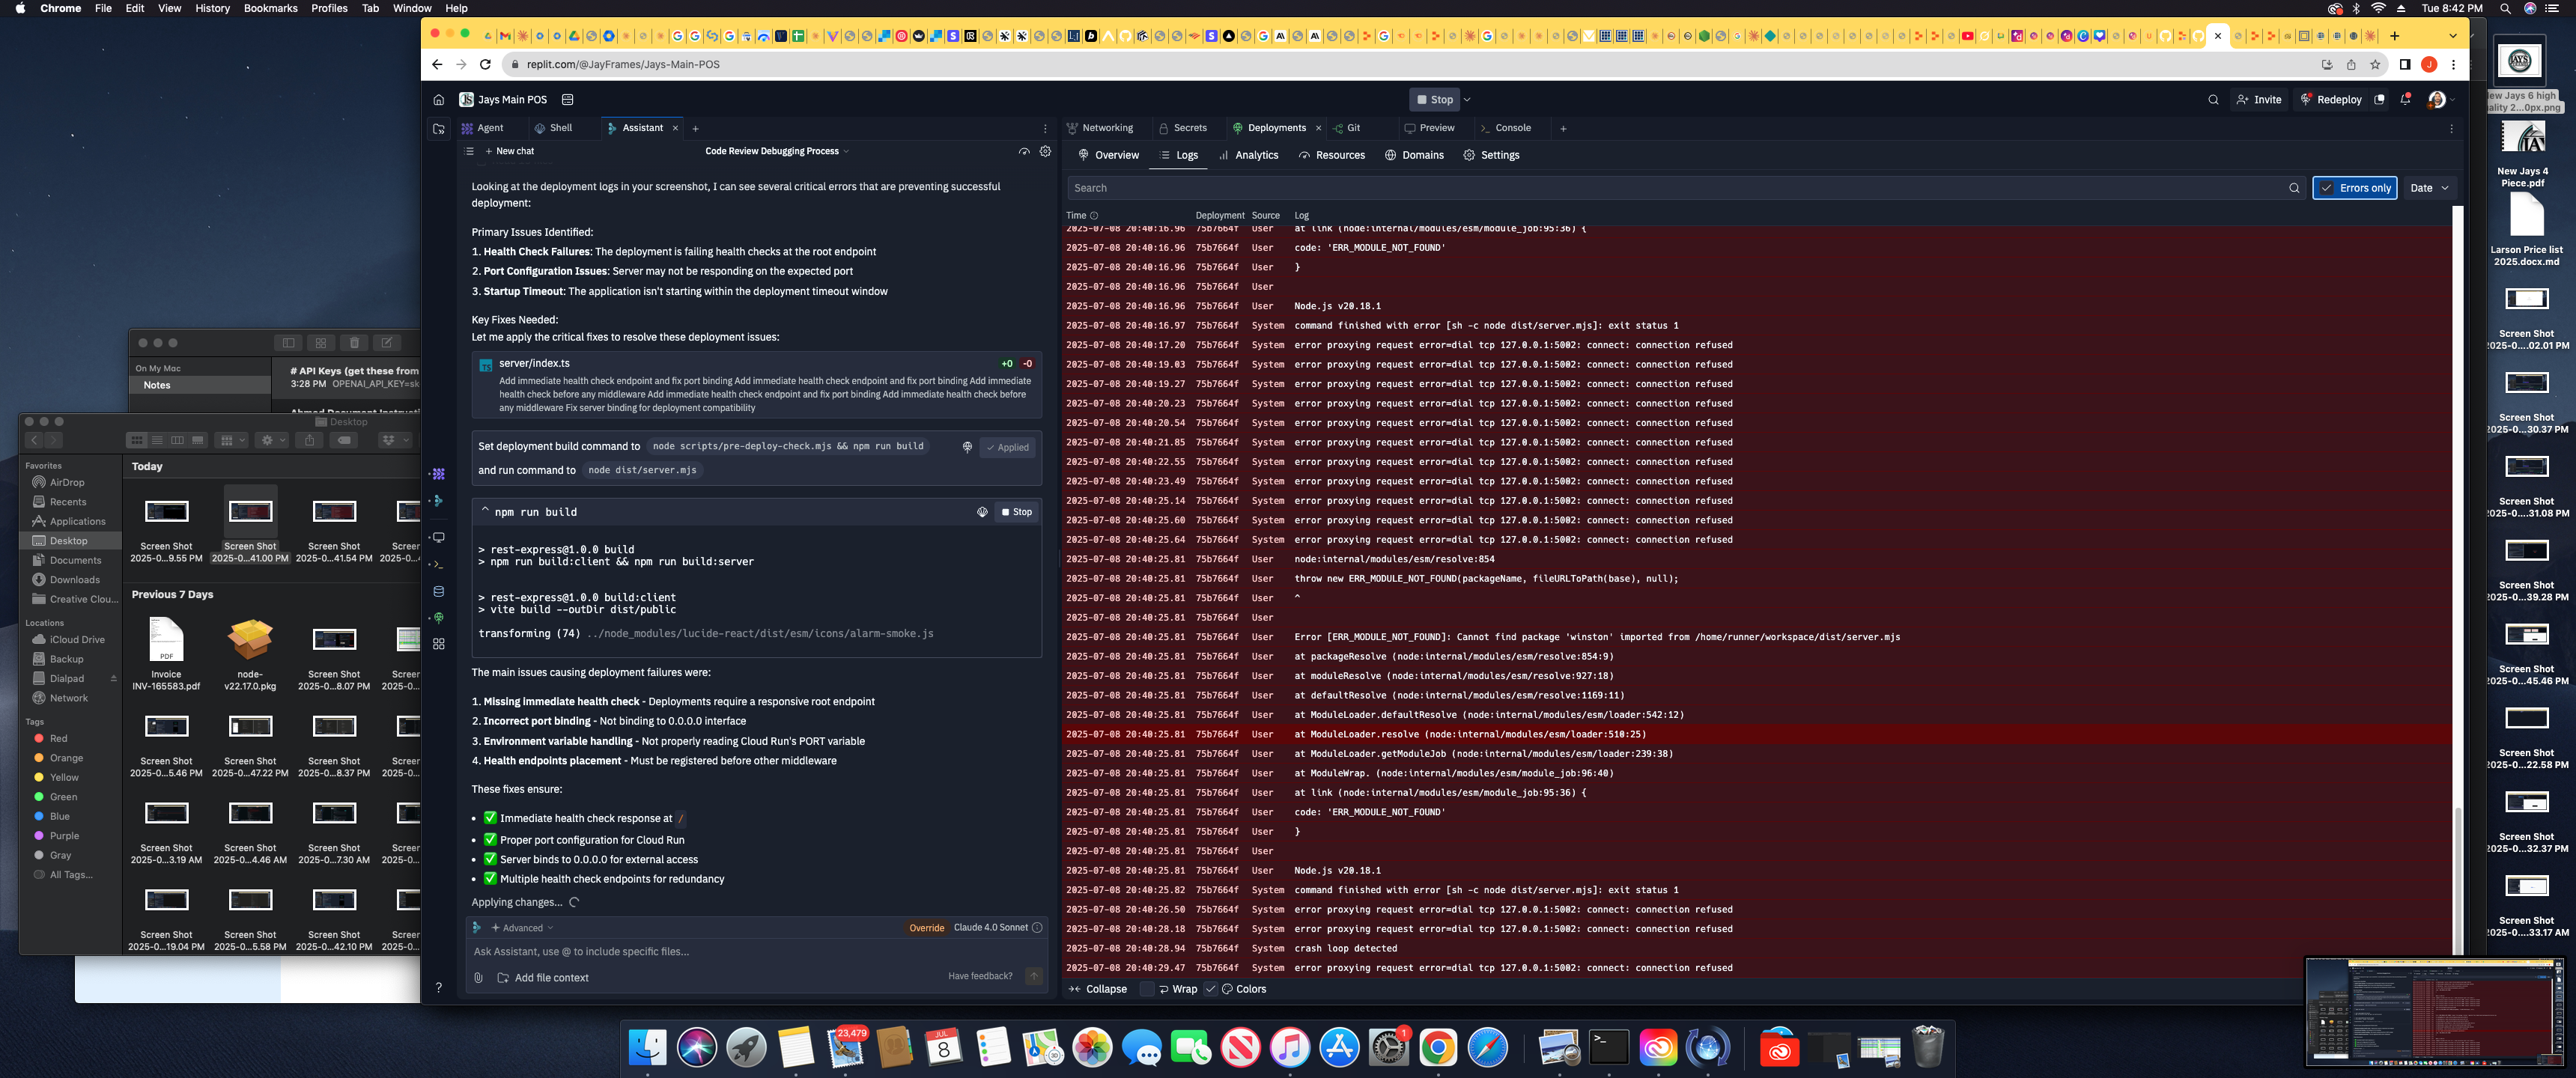 Chrome File Edit View History Bookmarks Profiles Tab Window Help
Tue 8:42 PM
replit.com/@JayFrames/Jays-Main-POS
Jays Main POS
Stop
Invite
Redeploy
Agent
Shell
Assistant
New chat
Code Review Debugging Process
Looking at the deployment logs in your screenshot, I can see several critical errors that are preventing successful
deployment:
Primary Issues Identified:
1. Health Check Failures: The deployment is failing health checks at the root endpoint
2. Port Configuration Issues: Server may not be responding on the expected port
3. Startup Timeout: The application isn't starting within the deployment timeout window
Key Fixes Needed:
Let me apply the critical fixes to resolve these deployment issues:
server/index.ts
+0 -0
Add immediate health check endpoint and fix port binding Add immediate health check endpoint and fix port binding Add immediate
health check before any middleware Add immediate health check endpoint and fix port binding Add immediate health check before
any middleware Fix server binding for deployment compatibility
Set deployment build command to node scripts/pre-deploy-check.mjs && npm run build
Applied
and run command to node dist/server.mjs
^ npm run build
Stop
> rest-express@1.0.0 build
> npm run build:client && npm run build:server
> rest-express@1.0.0 build:client
> vite build --outDir dist/public
transforming (74) ../node_modules/lucide-react/dist/esm/icons/alarm-smoke.js
The main issues causing deployment failures were:
1. Missing immediate health check - Deployments require a responsive root endpoint
2. Incorrect port binding - Not binding to 0.0.0.0 interface
3. Environment variable handling - Not properly reading Cloud Run's PORT variable
4. Health endpoints placement - Must be registered before other middleware
These fixes ensure:
• ✅ Immediate health check response at /
• ✅ Proper port configuration for Cloud Run
• ✅ Server binds to 0.0.0.0 for external access
• ✅ Multiple health check endpoints for redundancy
Applying changes...
Advanced
Override Claude 4.0 Sonnet
Ask Assistant, use @ to include specific files...
Add file context
Have feedback?
Networking
Secrets
Deployments
Git
Preview
Console
Overview
Logs
Analytics
Resources
Domains
Settings
Search
Errors only
Date
Time Deployment Source Log
2025-07-08 20:40:16.96 75b7664f User at link (node:internal/modules/esm/module_job:95:36) {
2025-07-08 20:40:16.96 75b7664f User code: 'ERR_MODULE_NOT_FOUND'
2025-07-08 20:40:16.96 75b7664f User }
2025-07-08 20:40:16.96 75b7664f User
2025-07-08 20:40:16.96 75b7664f User Node.js v20.18.1
2025-07-08 20:40:16.97 75b7664f System command finished with error [sh -c node dist/server.mjs]: exit status 1
2025-07-08 20:40:17.20 75b7664f System error proxying request error=dial tcp 127.0.0.1:5002: connect: connection refused
2025-07-08 20:40:19.03 75b7664f System error proxying request error=dial tcp 127.0.0.1:5002: connect: connection refused
2025-07-08 20:40:19.27 75b7664f System error proxying request error=dial tcp 127.0.0.1:5002: connect: connection refused
2025-07-08 20:40:20.23 75b7664f System error proxying request error=dial tcp 127.0.0.1:5002: connect: connection refused
2025-07-08 20:40:20.54 75b7664f System error proxying request error=dial tcp 127.0.0.1:5002: connect: connection refused
2025-07-08 20:40:21.85 75b7664f System error proxying request error=dial tcp 127.0.0.1:5002: connect: connection refused
2025-07-08 20:40:22.55 75b7664f System error proxying request error=dial tcp 127.0.0.1:5002: connect: connection refused
2025-07-08 20:40:23.49 75b7664f System error proxying request error=dial tcp 127.0.0.1:5002: connect: connection refused
2025-07-08 20:40:25.14 75b7664f System error proxying request error=dial tcp 127.0.0.1:5002: connect: connection refused
2025-07-08 20:40:25.60 75b7664f System error proxying request error=dial tcp 127.0.0.1:5002: connect: connection refused
2025-07-08 20:40:25.64 75b7664f System error proxying request error=dial tcp 127.0.0.1:5002: connect: connection refused
2025-07-08 20:40:25.81 75b7664f User node:internal/modules/esm/resolve:854
2025-07-08 20:40:25.81 75b7664f User throw new ERR_MODULE_NOT_FOUND(packageName, fileURLToPath(base), null);
2025-07-08 20:40:25.81 75b7664f User ^
2025-07-08 20:40:25.81 75b7664f User
2025-07-08 20:40:25.81 75b7664f User Error [ERR_MODULE_NOT_FOUND]: Cannot find package 'winston' imported from /home/runner/workspace/dist/server.mjs
2025-07-08 20:40:25.81 75b7664f User at packageResolve (node:internal/modules/esm/resolve:854:9)
2025-07-08 20:40:25.81 75b7664f User at moduleResolve (node:internal/modules/esm/resolve:927:18)
2025-07-08 20:40:25.81 75b7664f User at defaultResolve (node:internal/modules/esm/resolve:1169:11)
2025-07-08 20:40:25.81 75b7664f User at ModuleLoader.defaultResolve (node:internal/modules/esm/loader:542:12)
2025-07-08 20:40:25.81 75b7664f User at ModuleLoader.resolve (node:internal/modules/esm/loader:510:25)
2025-07-08 20:40:25.81 75b7664f User at ModuleLoader.getModuleJob (node:internal/modules/esm/loader:239:38)
2025-07-08 20:40:25.81 75b7664f User at ModuleWrap. (node:internal/modules/esm/module_job:96:40)
2025-07-08 20:40:25.81 75b7664f User at link (node:internal/modules/esm/module_job:95:36) {
2025-07-08 20:40:25.81 75b7664f User code: 'ERR_MODULE_NOT_FOUND'
2025-07-08 20:40:25.81 75b7664f User }
2025-07-08 20:40:25.81 75b7664f User
2025-07-08 20:40:25.81 75b7664f User Node.js v20.18.1
2025-07-08 20:40:25.82 75b7664f System command finished with error [sh -c node dist/server.mjs]: exit status 1
2025-07-08 20:40:26.50 75b7664f System error proxying request error=dial tcp 127.0.0.1:5002: connect: connection refused
2025-07-08 20:40:28.18 75b7664f System error proxying request error=dial tcp 127.0.0.1:5002: connect: connection refused
2025-07-08 20:40:28.94 75b7664f System crash loop detected
2025-07-08 20:40:29.47 75b7664f System error proxying request error=dial tcp 127.0.0.1:5002: connect: connection refused
Collapse
Wrap
Colors
On My Mac
Notes
# API Keys (get these from
3:28 PM OPENAI_API_KEY=sk
Desktop
Favorites
AirDrop
Recents
Applications
Desktop
Documents
Downloads
Creative Clou...
Locations
iCloud Drive
Backup
Dialpad
Network
Tags
Red
Orange
Yellow
Green
Blue
Purple
Gray
All Tags...
Today
Screen Shot
2025-0...9.55 PM
Screen Shot
2025-0...41.00 PM
Screen Shot
2025-0...41.54 PM
Previous 7 Days
PDF
Invoice
INV-165583.pdf
node-
v22.17.0.pkg
Screen Shot
2025-0...8.07 PM
Screen Shot
2025-0...5.46 PM
Screen Shot
2025-0...47.22 PM
Screen Shot
2025-0...8.37 PM
Screen Shot
2025-0...3.19 AM
Screen Shot
2025-0...4.46 AM
Screen Shot
2025-0...7.30 AM
Screen Shot
2025-0...19.04 PM
Screen Shot
2025-0...5.58 PM
Screen Shot
2025-0...42.10 PM
New Jays 4
Piece.pdf
Larson Price list
2025.docx.md
Screen Shot
2025-0....02.01 PM
Screen Shot
2025-0...30.37 PM
Screen Shot
2025-0....31.08 PM
Screen Shot
2025-0...39.28 PM
Screen Shot
2025-0...45.46 PM
Screen Shot
2025-0...22.58 PM
Screen Shot
2025-0...32.37 PM
Screen Shot
2025-0....33.17 AM
23,479
JUL
8
1